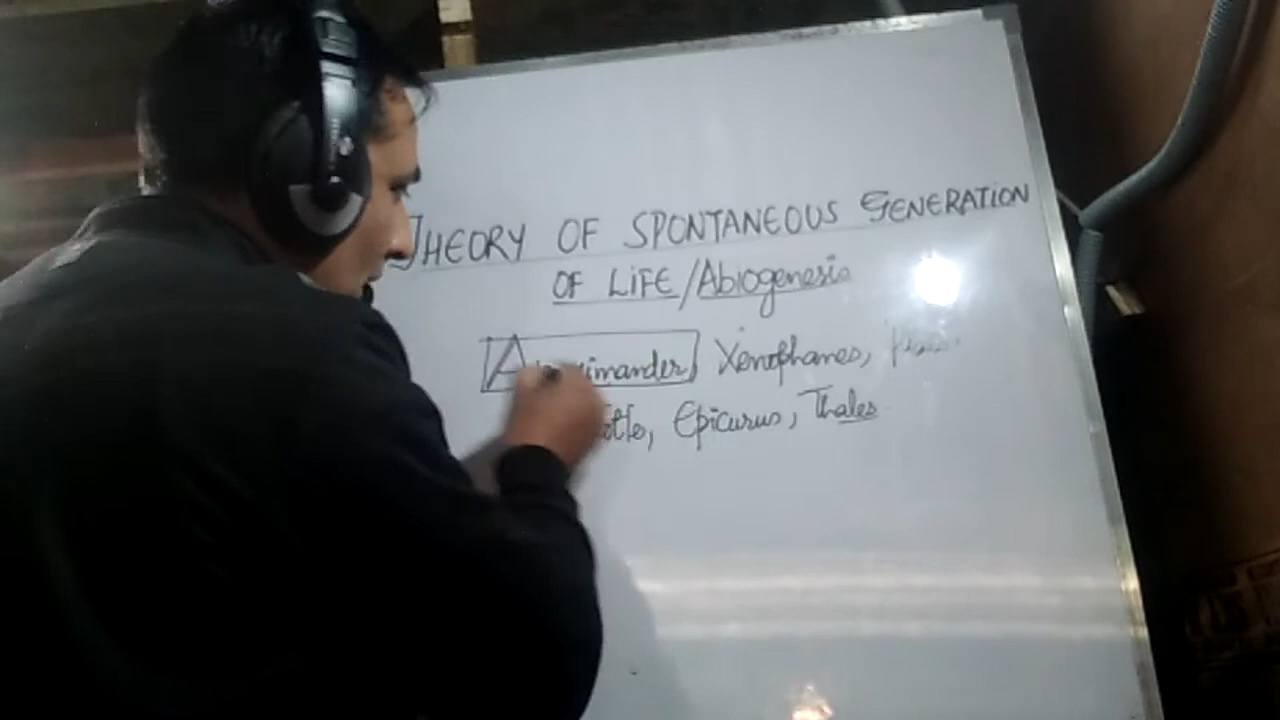 THEORY OF SPONTANEOUS GENERATION
OF LIFE/Abiogenesis
Xenophanes,
Epicurus, Thales